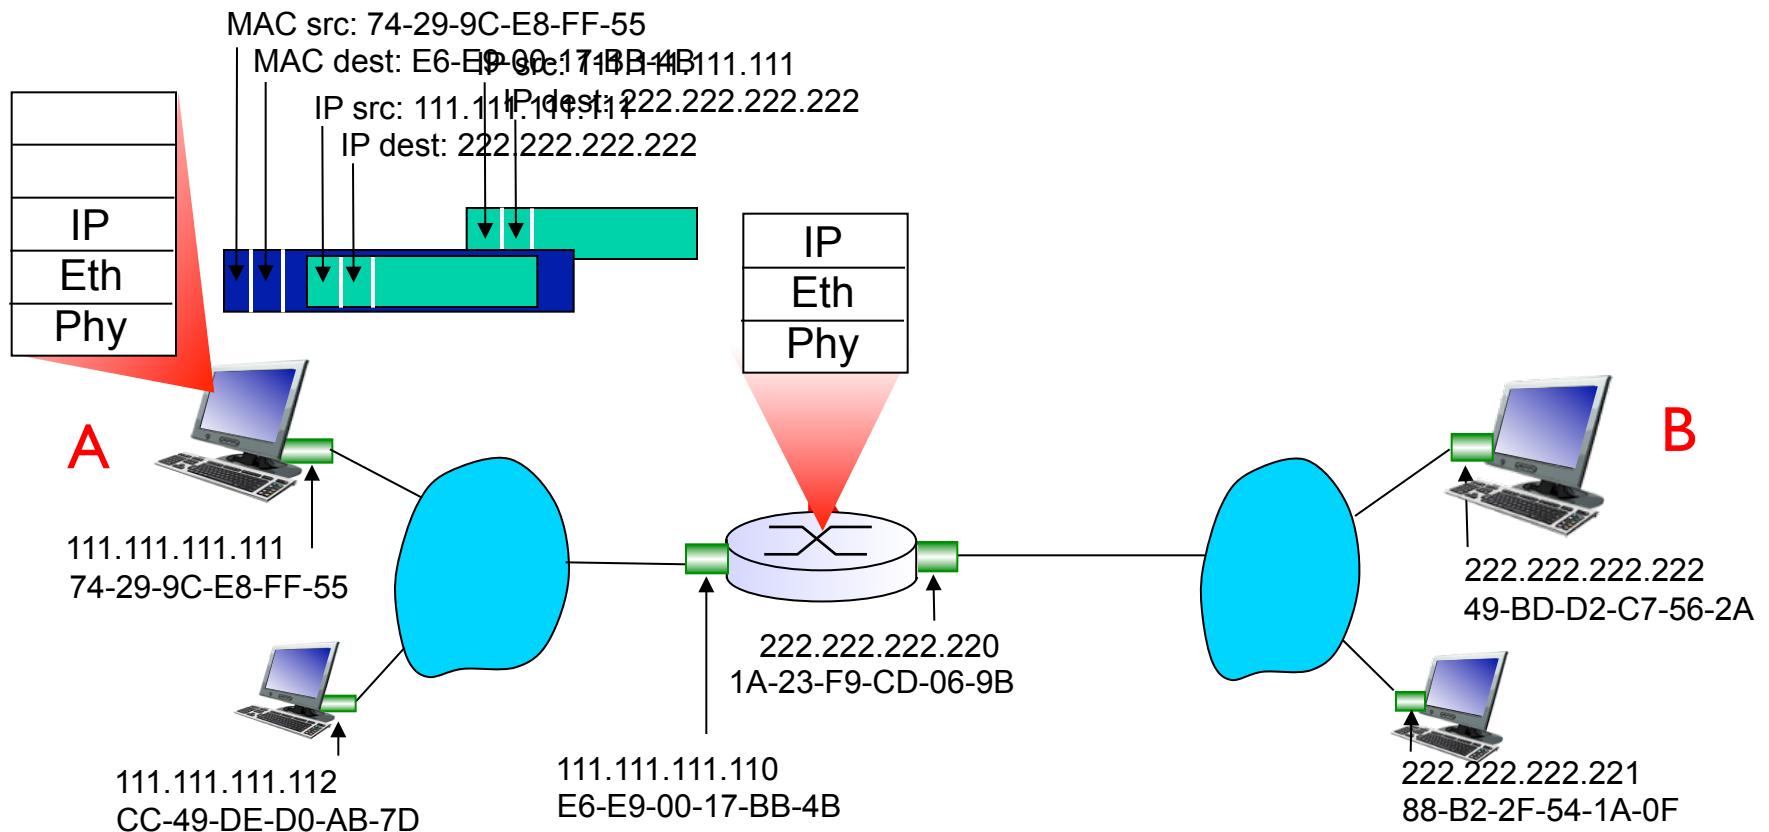 MAC src: 74-29-9C-E8-FF-55
MAC dest: E6-E9-00-17-BB-4B
IP src: 111.111.111.111
IP dest: 222.222.222.222
IP src: 111.111.111.111
IP dest: 222.222.222.222
IP
Eth
Phy
IP
Eth
Phy
A
B
111.111.111.111
74-29-9C-E8-FF-55
222.222.222.222
49-BD-D2-C7-56-2A
222.222.222.220
1A-23-F9-CD-06-9B
111.111.111.112
CC-49-DE-D0-AB-7D
111.111.111.110
E6-E9-00-17-BB-4B
222.222.222.221
88-B2-2F-54-1A-0F